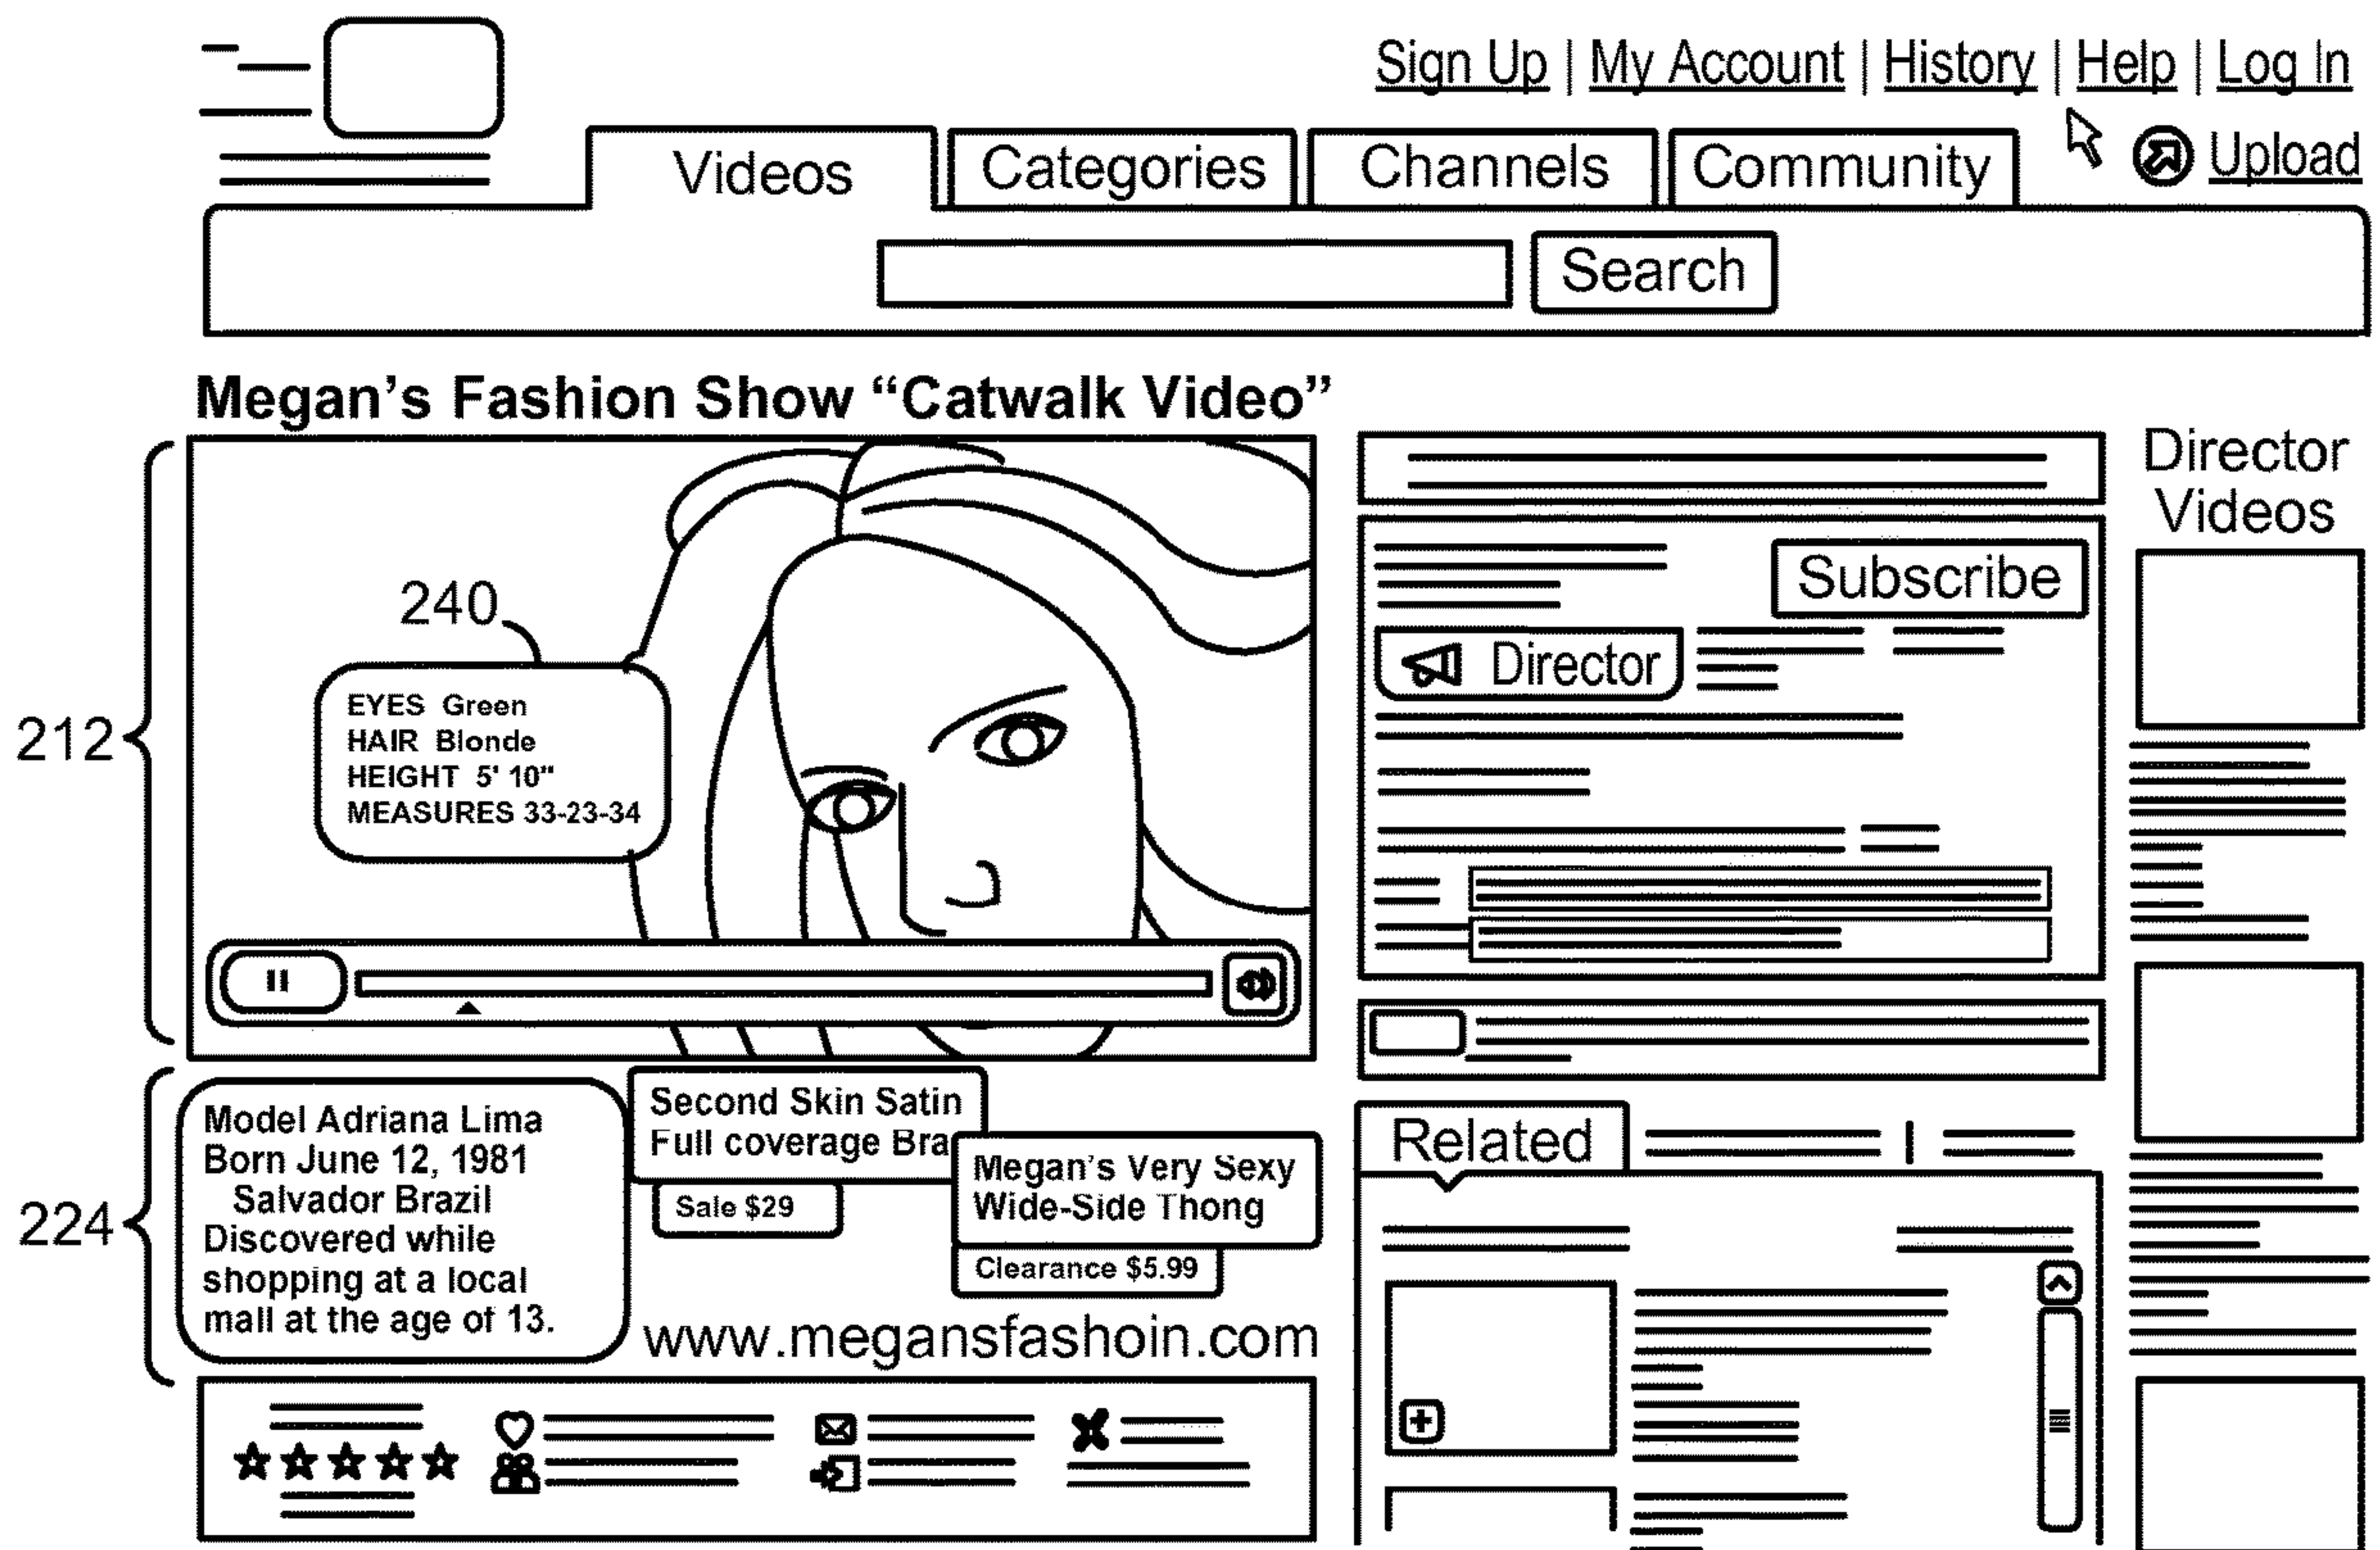 Sign Up | My Account | History | Help | Log In
Videos
Categories
Channels
Community
Upload
Search
Megan's Fashion Show “Catwalk Video”
212
240
EYES Green
HAIR Blonde
HEIGHT 5' 10"
MEASURES 33-23-34
Subscribe
Director
Director
Videos
224
Model Adriana Lima
Born June 12, 1981
Salvador Brazil
Discovered while
shopping at a local
mall at the age of 13.
Second Skin Satin
Full coverage Bra
Sale $29
Megan's Very Sexy
Wide-Side Thong
Clearance $5.99
www.megansfashoin.com
Related